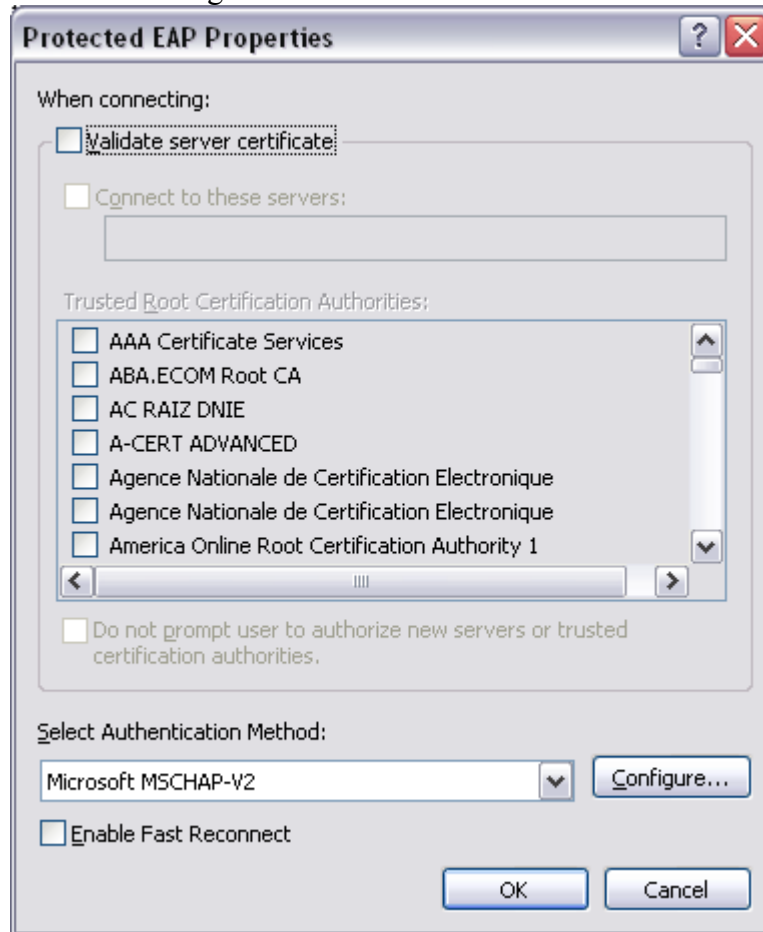 Protected EAP Properties
When connecting:
Validate server certificate
Connect to these servers:
Trusted Root Certification Authorities:
AAA Certificate Services
ABA.ECOM Root CA
AC RAIZ DNIE
A-CERT ADVANCED
Agence Nationale de Certification Electronique
Agence Nationale de Certification Electronique
America Online Root Certification Authority 1
Do not prompt user to authorize new servers or trusted
certification authorities.
Select Authentication Method:
Microsoft MSCHAP-V2
Configure...
Enable Fast Reconnect
OK
Cancel